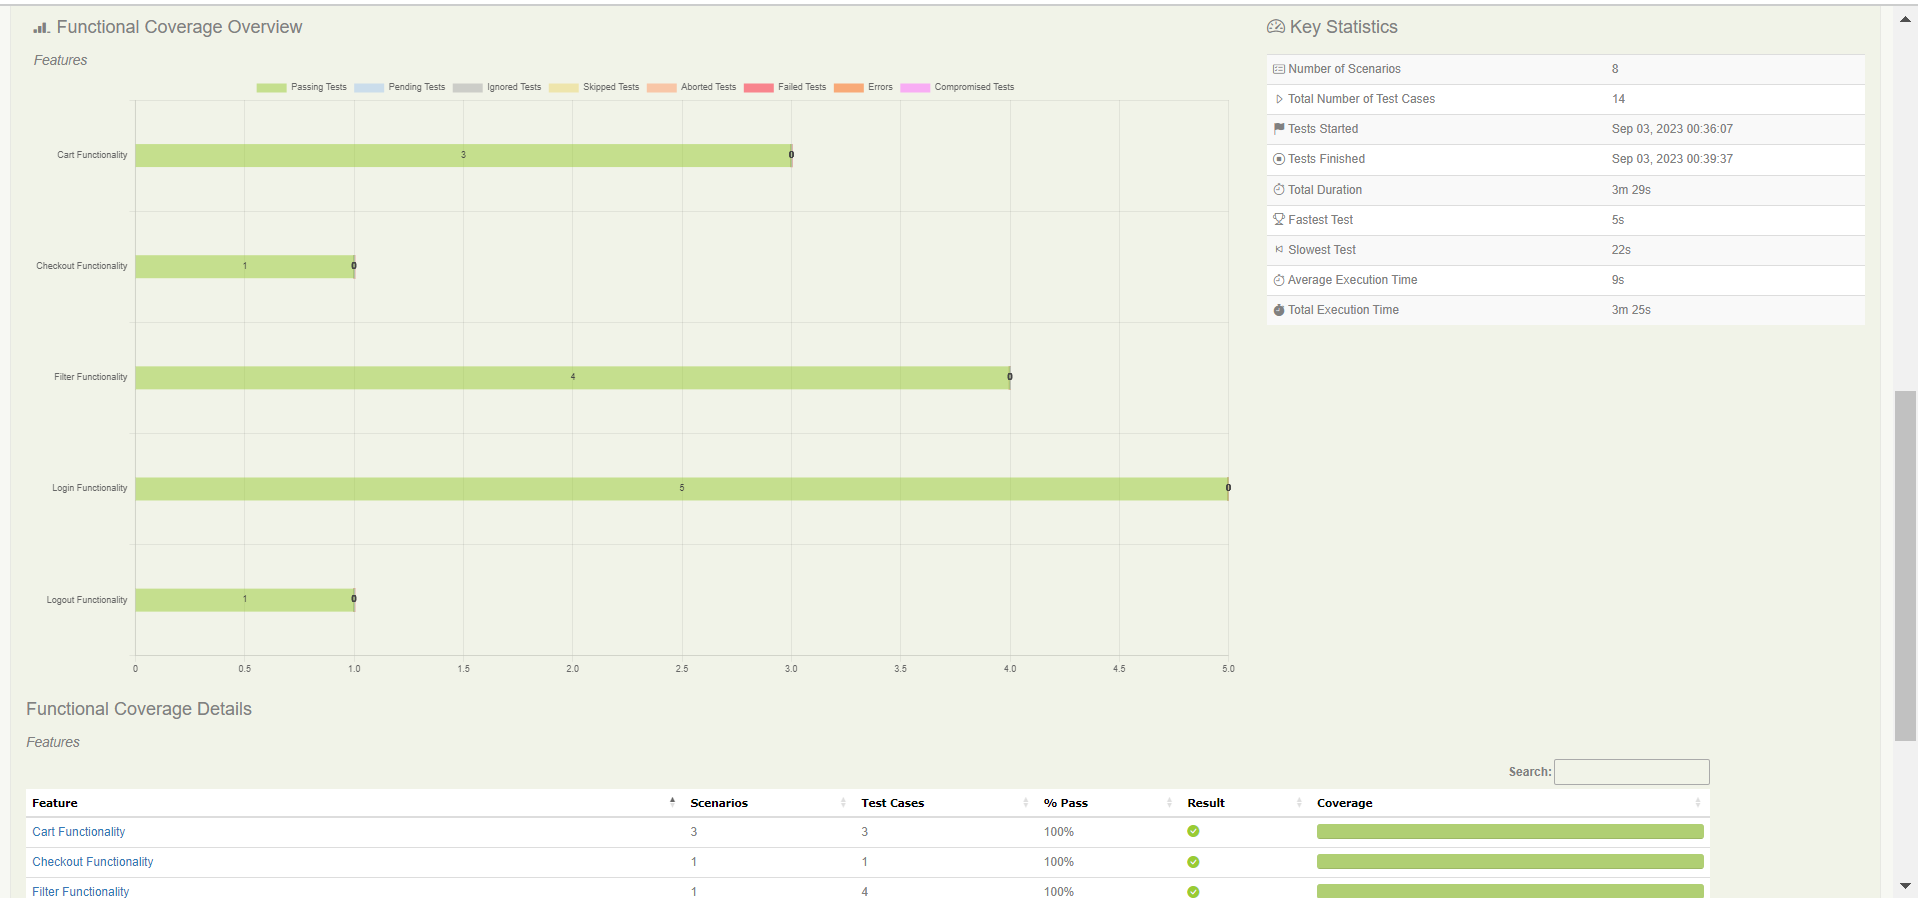 Functional Coverage Overview
Features
Passing Tests Pending Tests Ignored Tests Skipped Tests Aborted Tests Failed Tests Errors Compromised Tests
Cart Functionality 3 0
Checkout Functionality 1 0
Filter Functionality 4 0
Login Functionality 5 0
Logout Functionality 1 0
0 0.5 1.0 1.5 2.0 2.5 3.0 3.5 4.0 4.5 5.0
Key Statistics
Number of Scenarios 8
Total Number of Test Cases 14
Tests Started Sep 03, 2023 00:36:07
Tests Finished Sep 03, 2023 00:39:37
Total Duration 3m 29s
Fastest Test 5s
Slowest Test 22s
Average Execution Time 9s
Total Execution Time 3m 25s
Functional Coverage Details
Features
Search:
Feature Scenarios Test Cases % Pass Result Coverage
Cart Functionality 3 3 100%
Checkout Functionality 1 1 100%
Filter Functionality 1 4 100%